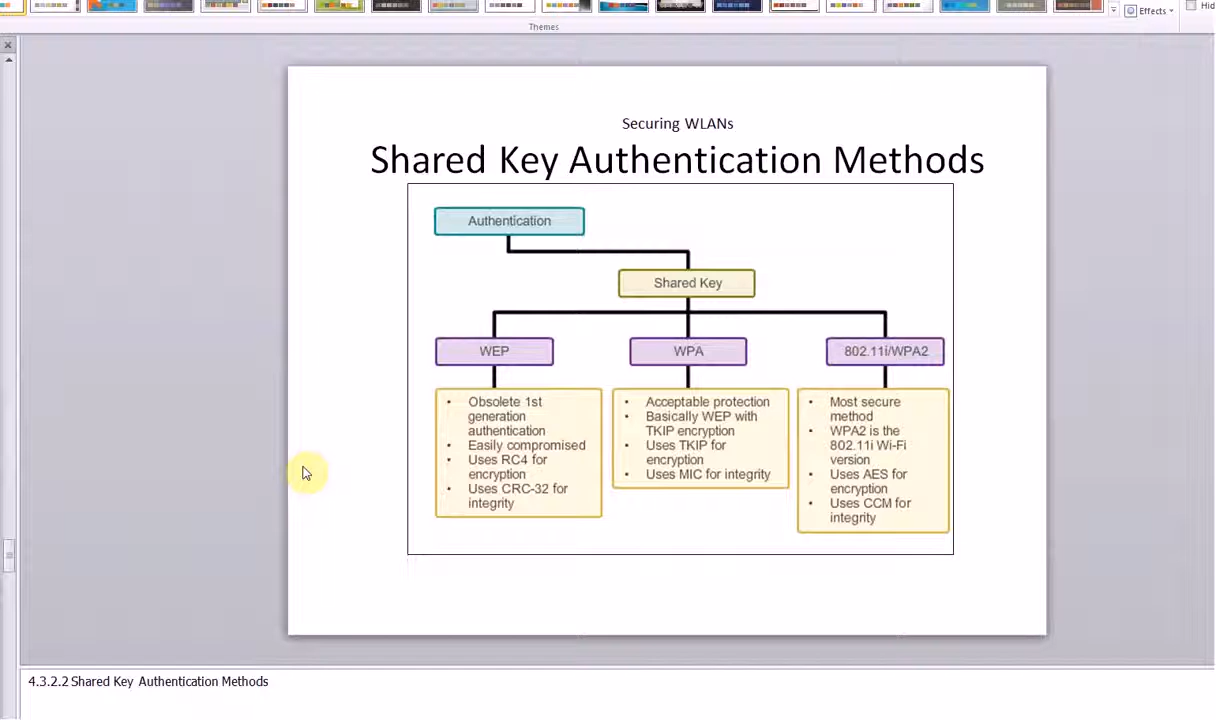 Effects
Hid
Themes
Securing WLANs
Shared Key Authentication Methods
Authentication
Shared Key
WEP
WPA
802.11i/WPA2
• Obsolete 1st
generation
authentication
• Easily compromised
• Uses RC4 for
encryption
• Uses CRC-32 for
integrity
• Acceptable protection
• Basically WEP with
TKIP encryption
• Uses TKIP for
encryption
• Uses MIC for integrity
• Most secure
method
• WPA2 is the
802.11i Wi-Fi
version
• Uses AES for
encryption
• Uses CCM for
integrity
4.3.2.2 Shared Key Authentication Methods